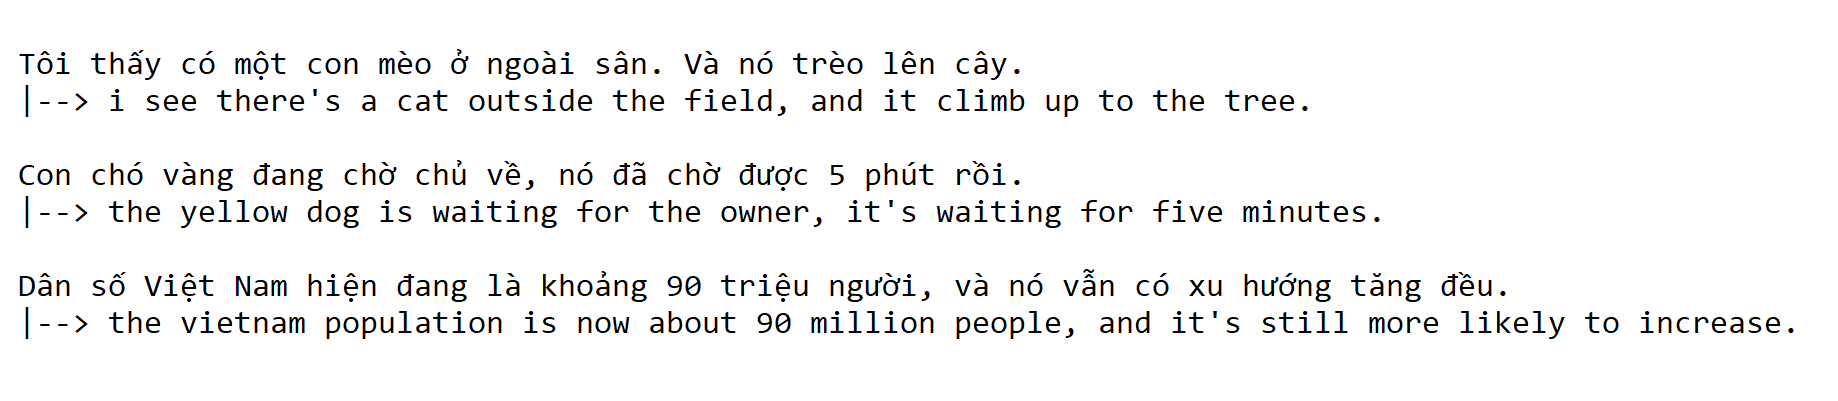 Tôi thấy có một con mèo ở ngoài sân. Và nó trèo lên cây.
|--> i see there's a cat outside the field, and it climb up to the tree.
Con chó vàng đang chờ chủ về, nó đã chờ được 5 phút rồi.
|--> the yellow dog is waiting for the owner, it's waiting for five minutes.
Dân số Việt Nam hiện đang là khoảng 90 triệu người, và nó vẫn có xu hướng tăng đều.
|--> the vietnam population is now about 90 million people, and it's still more likely to increase.